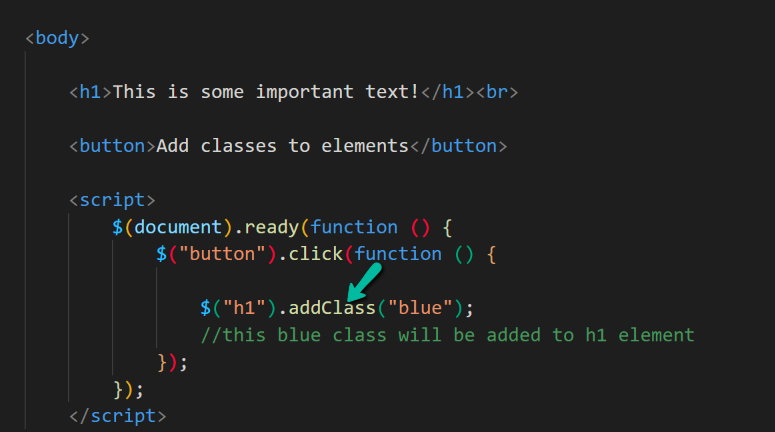 <body>
<h1>This is some important text!</h1><br>
<button>Add classes to elements</button>
<script>
$(document).ready(function () {
$("button").click(function () {
$("h1").addClass("blue");
//this blue class will be added to h1 element
});
});
</script>